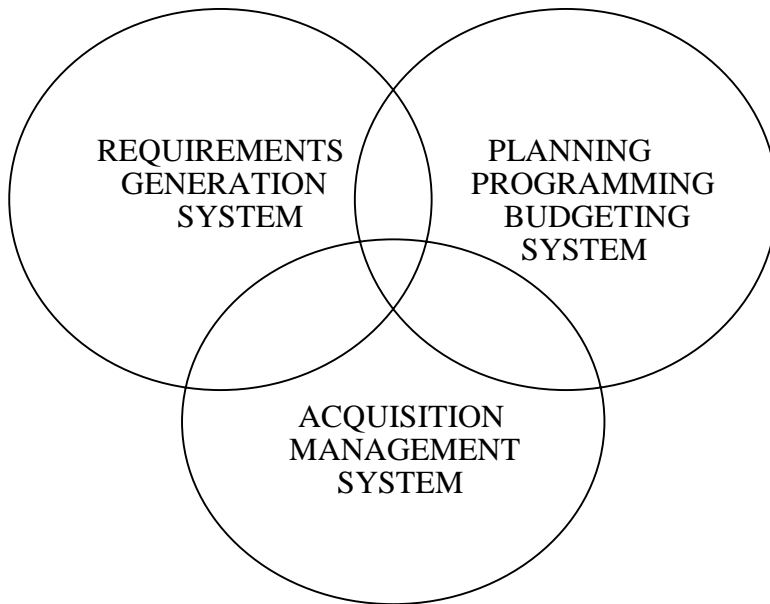 REQUIREMENTS
GENERATION
SYSTEM
PLANNING
PROGRAMMING
BUDGETING
SYSTEM
ACQUISITION
MANAGEMENT
SYSTEM